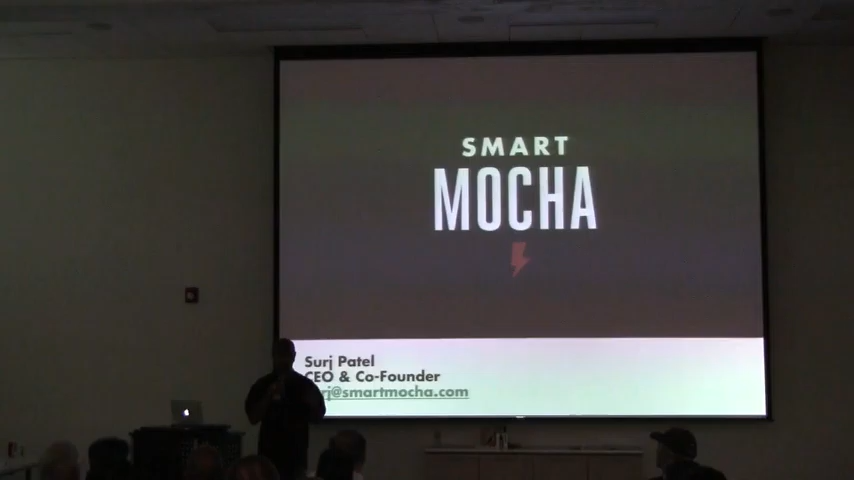 SMART
MOCHA
Surj Patel
CEO & Co-Founder
rj@smartmocha.com